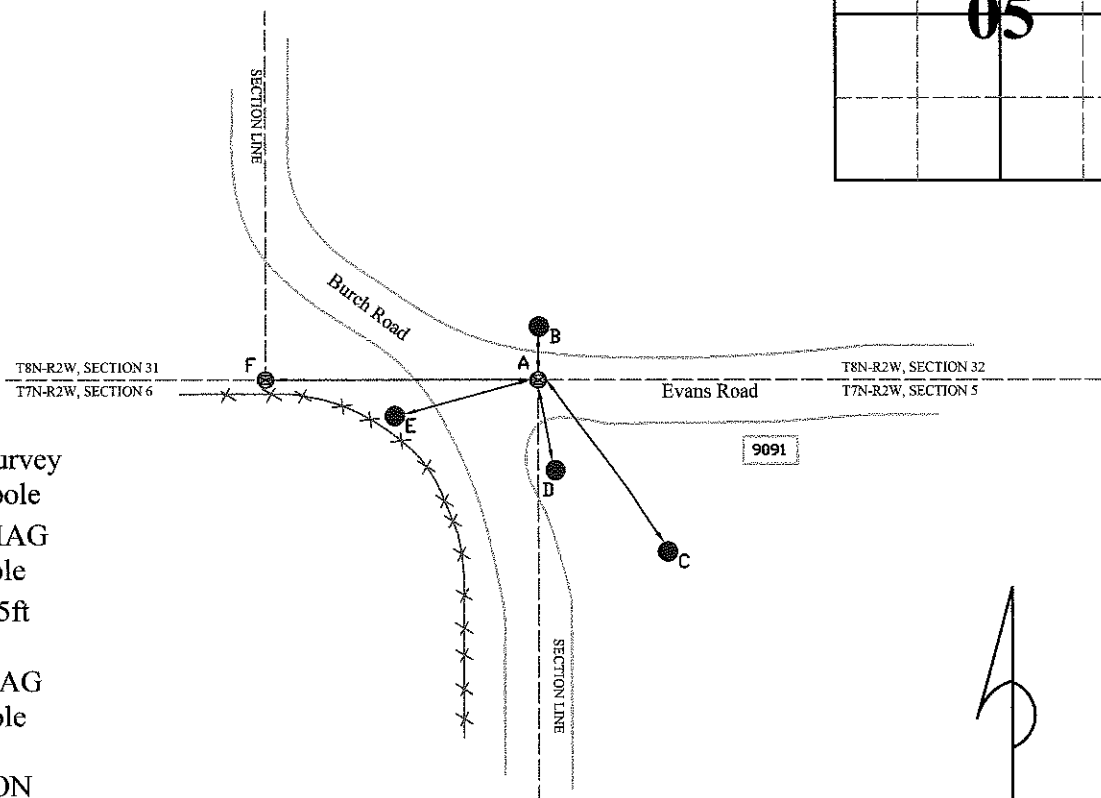 05
SECTION LINE
Burch Road
B
A
F
T8N-R2W, SECTION 31
T8N-R2W, SECTION 32
T7N-R2W, SECTION 6
Evans Road
T7N-R2W, SECTION 5
E
9091
D
C
urvey
pole
IAG
ole
5ft
AG
ole
ON
SECTION LINE